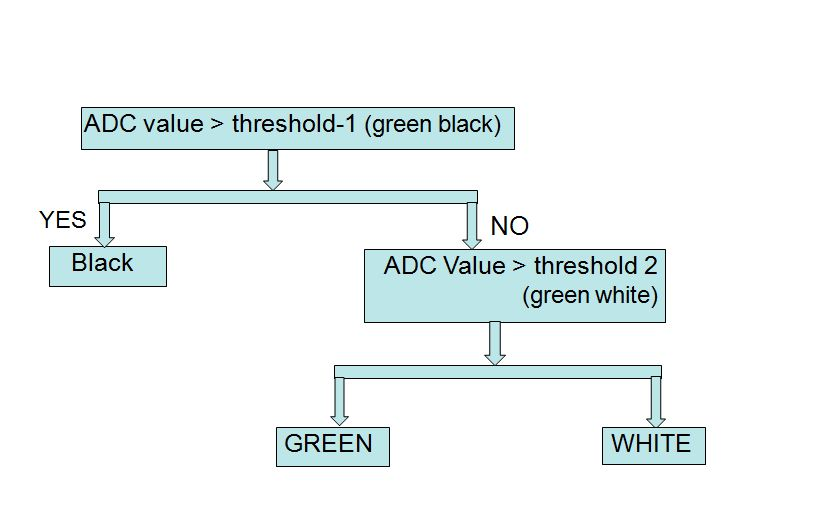 ADC value > threshold-1 (green black)
YES
NO
Black
ADC Value > threshold 2
(green white)
GREEN
WHITE